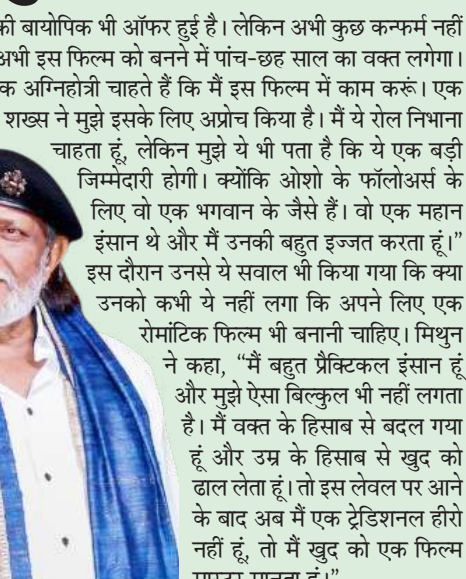 की बायोपिक भी ऑफर हुई है। लेकिन अभी कुछ कन्फर्म नहीं
अभी इस फिल्म को बनने में पांच-छह साल का वक्त लगेगा।
क अग्निहोत्री चाहते हैं कि मैं इस फिल्म में काम करूं। एक
शख्स ने मुझे इसके लिए अप्रोच किया है। मैं ये रोल निभाना
चाहता हूं, लेकिन मुझे ये भी पता है कि ये एक बड़ी
जिम्मेदारी होगी। क्योंकि ओशो के फॉलोअर्स के
लिए वो एक भगवान के जैसे हैं। वो एक महान
इंसान थे और मैं उनकी बहुत इज्जत करता हूं।”
इस दौरान उनसे ये सवाल भी किया गया कि क्या
उनको कभी ये नहीं लगा कि अपने लिए एक
रोमांटिक फिल्म भी बनानी चाहिए। मिथुन
ने कहा, “मैं बहुत प्रैक्टिकल इंसान हूं
और मुझे ऐसा बिल्कुल भी नहीं लगता
है। मैं वक्त के हिसाब से बदल गया
हूं और उम्र के हिसाब से खुद को
ढाल लेता हूं। तो इस लेवल पर आने
के बाद अब मैं एक ट्रेडिशनल हीरो
नहीं हूं, तो मैं खुद को एक फिल्म
मानता हूं।”